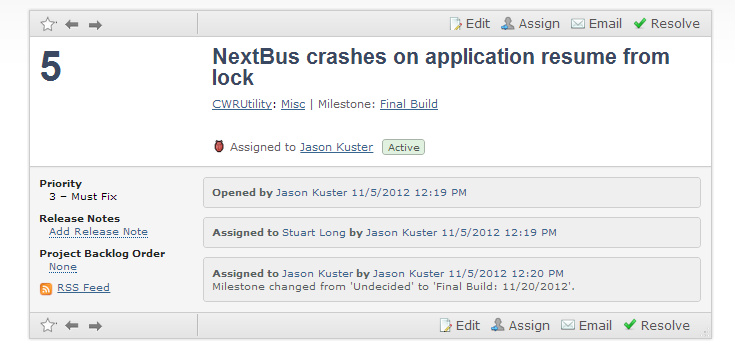 Edit Assign Email Resolve
5
NextBus crashes on application resume from
lock
CWRUtility: Misc | Milestone: Final Build
Assigned to Jason Kuster Active
Priority
3 – Must Fix
Release Notes
Add Release Note
Project Backlog Order
None
RSS Feed
Opened by Jason Kuster 11/5/2012 12:19 PM
Assigned to Stuart Long by Jason Kuster 11/5/2012 12:19 PM
Assigned to Jason Kuster by Jason Kuster 11/5/2012 12:20 PM
Milestone changed from 'Undecided' to 'Final Build: 11/20/2012'.
Edit Assign Email Resolve